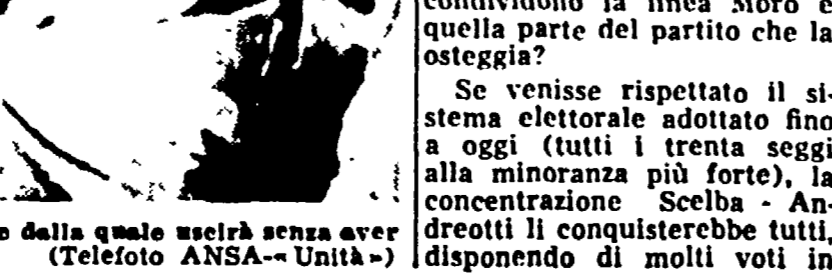 dalla quale uscirà senza aver
(Telefoto ANSA-« Unità »)
condividono la linea Moro e
quella parte del partito che la
osteggia?
Se venisse rispettato il si-
stema elettorale adottato fino
a oggi (tutti i trenta seggi
alla minoranza più forte), la
concentrazione Scelba - An-
dreotti li conquisterebbe tutti,
disponendo di molti voti in